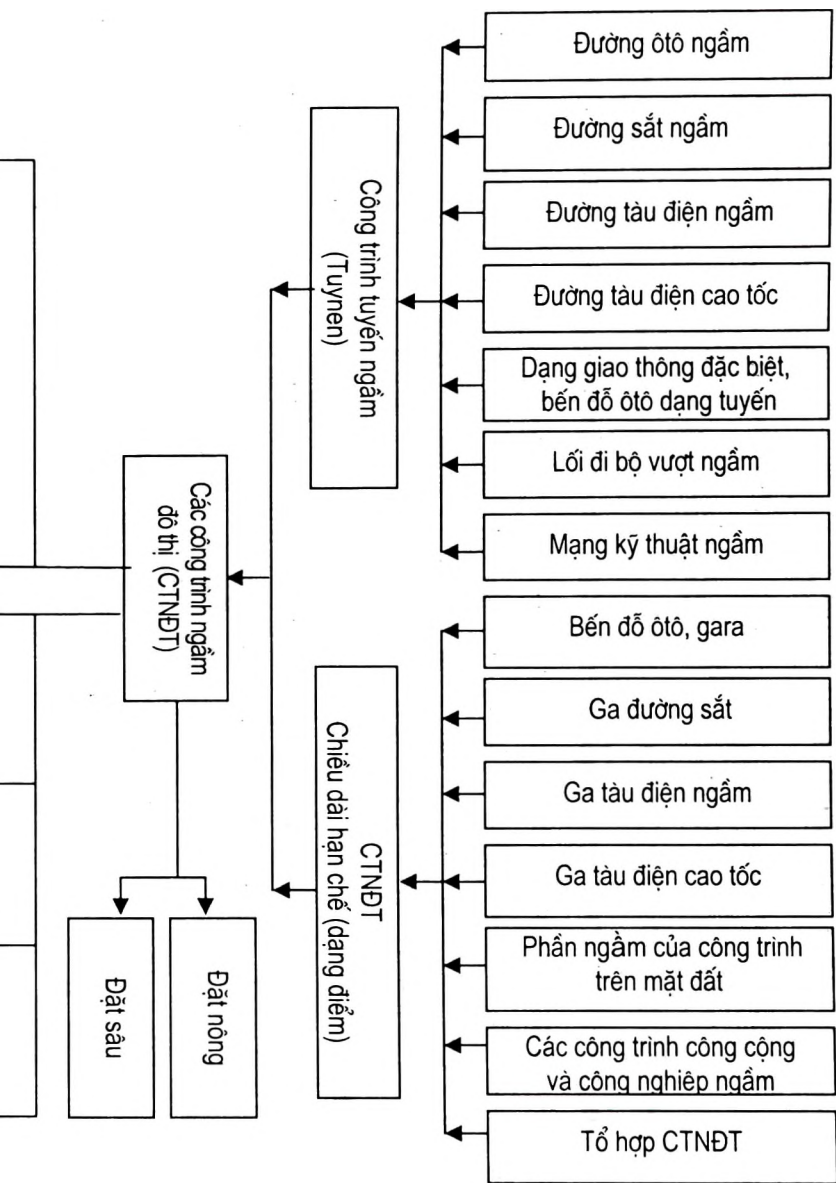 Đường ôtô ngầm
Đường sắt ngầm
Đường tàu điện ngầm
Đường tàu điện cao tốc
Dạng giao thông đặc biệt,
bến đỗ ôtô dạng tuyến
Lối đi bộ vượt ngầm
Mạng kỹ thuật ngầm
Bến đỗ ôtô, gara
Ga đường sắt
Ga tàu điện ngầm
Ga tàu điện cao tốc
Phần ngầm của công trình
trên mặt đất
Các công trình công cộng
và công nghiêp ngầm
Tổ hợp CTNĐT
Công trình tuyến ngầm
(Tuynen)
CTNĐT
Chiều dài hạn chế (dạng điểm)
Các công trình ngầm
đô thị (CTNĐT)
Đặt nông
Đặt sâu